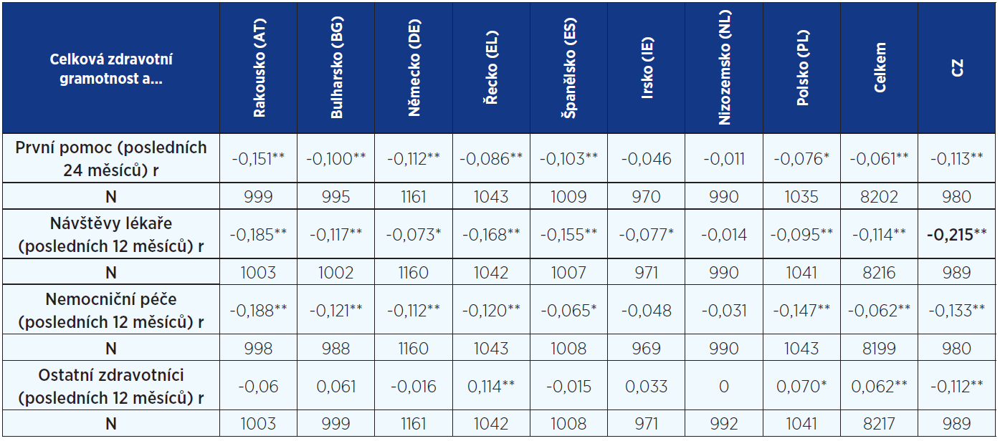 Celková zdravotní
gramotnost a...
Rakousko (AT)
Bulharsko (BG)
Německo (DE)
Řecko (EL)
Španělsko (ES)
Irsko (IE)
Nizozemsko (NL)
Polsko (PL)
Celkem
CZ
První pomoc (posledních
24 měsíců) r
-0,151** -0,100** -0,112** -0,086** -0,103** -0,046 -0,011 -0,076* -0,061** -0,113**
N 999 995 1161 1043 1009 970 990 1035 8202 980
Návštěvy lékaře
(posledních 12 měsíců) r
-0,185** -0,117** -0,073* -0,168** -0,155** -0,077* -0,014 -0,095** -0,114** -0,215**
N 1003 1002 1160 1042 1007 971 990 1041 8216 989
Nemocniční péče
(posledních 12 měsíců) r
-0,188** -0,121** -0,112** -0,120** -0,065* -0,048 -0,031 -0,147** -0,062** -0,133**
N 998 988 1160 1043 1008 969 990 1043 8199 980
Ostatní zdravotníci
(posledních 12 měsíců) r
-0,06 0,061 -0,016 0,114** -0,015 0,033 0 0,070* 0,062** -0,112**
N 1003 999 1161 1042 1008 971 992 1041 8217 989